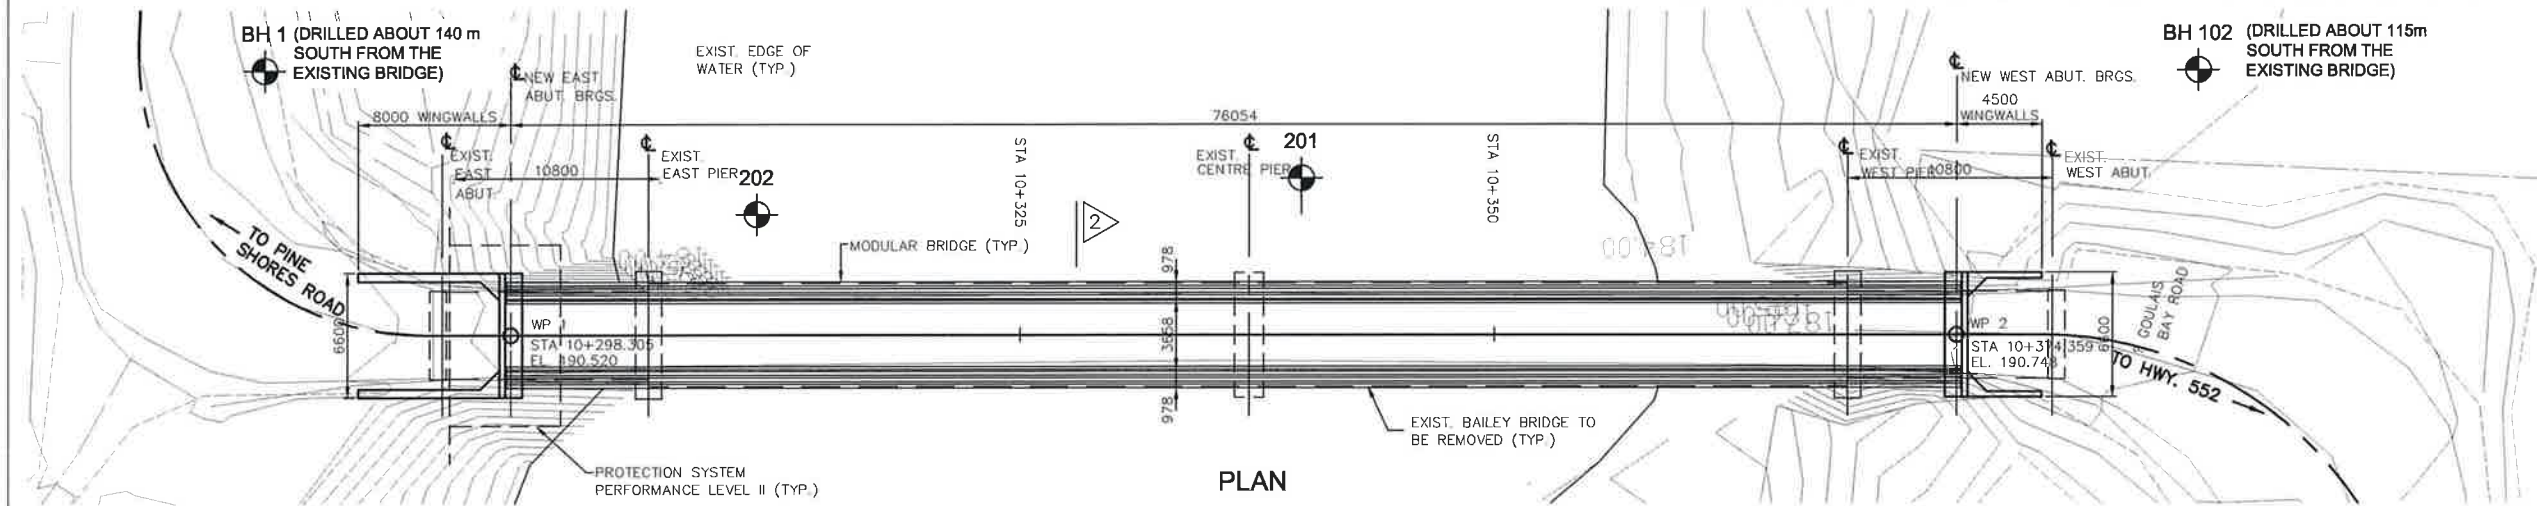 BH 1 (DRILLED ABOUT 140 m
SOUTH FROM THE
EXISTING BRIDGE)
EXIST. EDGE OF
WATER (TYP.)
BH 102 (DRILLED ABOUT 115m
SOUTH FROM THE
EXISTING BRIDGE)
℄ NEW EAST
ABUT. BRGS.
℄ NEW WEST ABUT. BRGS.
8000 WINGWALLS
76054
4500
WINGWALLS
℄ EXIST.
EAST
ABUT.
10800
℄ EXIST.
EAST PIER
202
STA 10+325
℄ EXIST.
CENTRE PIER
201
STA 10+350
℄ EXIST.
WEST PIER
10800
℄ EXIST.
WEST ABUT.
2
MODULAR BRIDGE (TYP.)
184.00
TO PINE
SHORES ROAD
6600
978
3658
978
WP
STA 10+298.305
EL. 190.520
WP 2
STA 10+374.359
EL. 190.748
6600
GOULAIS
BAY ROAD
TO HWY. 552
EXIST. BAILEY BRIDGE TO
BE REMOVED (TYP.)
PROTECTION SYSTEM
PERFORMANCE LEVEL II (TYP.)
PLAN